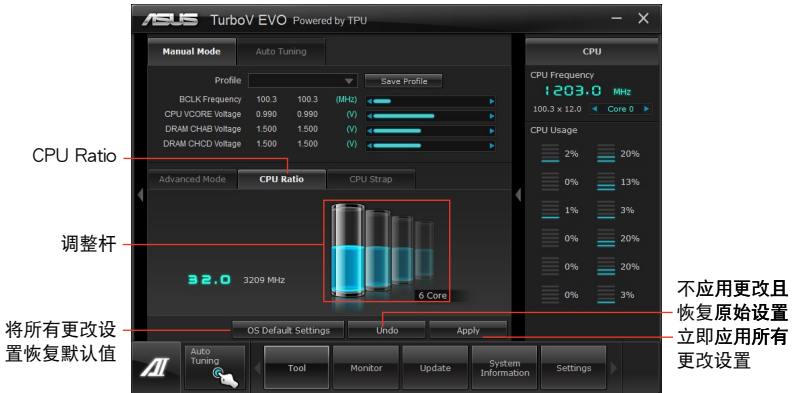 ASUS TurboV EVO Powered by TPU
Manual Mode
Auto Tuning
Profile
Save Profile
BCLK Frequency 100.3 100.3 (MHz)
CPU VCORE Voltage 0.990 0.990 (V)
DRAM CHAB Voltage 1.500 1.500 (V)
DRAM CHCD Voltage 1.500 1.500 (V)
Advanced Mode
CPU Ratio
CPU Strap
32.0 3209 MHz
6 Core
OS Default Settings
Undo
Apply
CPU
CPU Frequency
1203.0 MHz
100.3 x 12.0 Core 0
CPU Usage
2% 20%
0% 13%
1% 3%
0% 20%
0% 20%
0% 3%
AI
Auto
Tuning
Tool
Monitor
Update
System
Information
Settings
CPU Ratio
调整杆
将所有更改设
置恢复默认值
不应用更改且
恢复原始设置
立即应用所有
更改设置